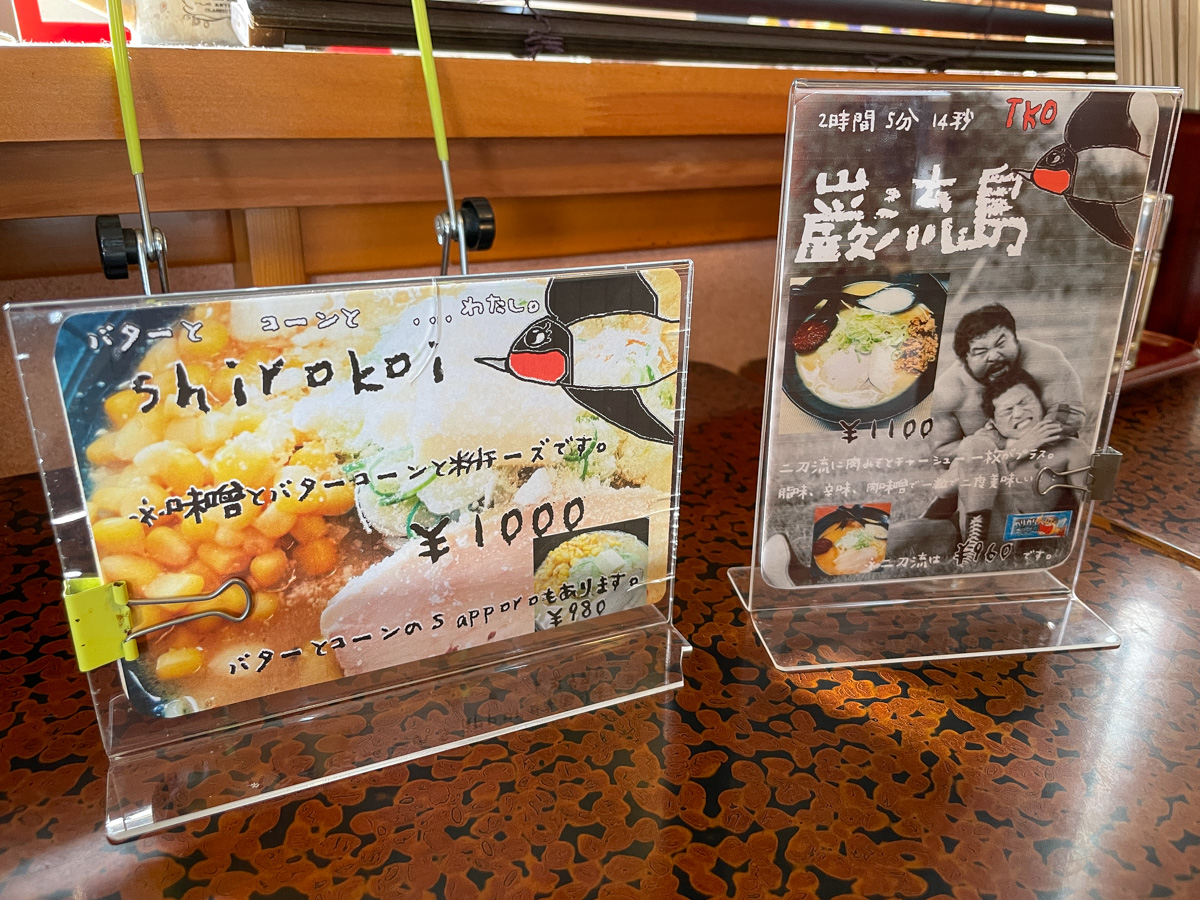 バターと コーンと ...わたし。
shirokoi
※味噌とバターコーンと粉チーズです。
¥1000
バターとコーンのsapporoもあります。
¥980
2時間 5分 14秒 TKO
巌流島
¥1100
二刀流に肉みそとチャーシュー一枚がプラス。
脂味、辛味、肉味噌で一粒で二度美味しい
二刀流は ¥960 です。